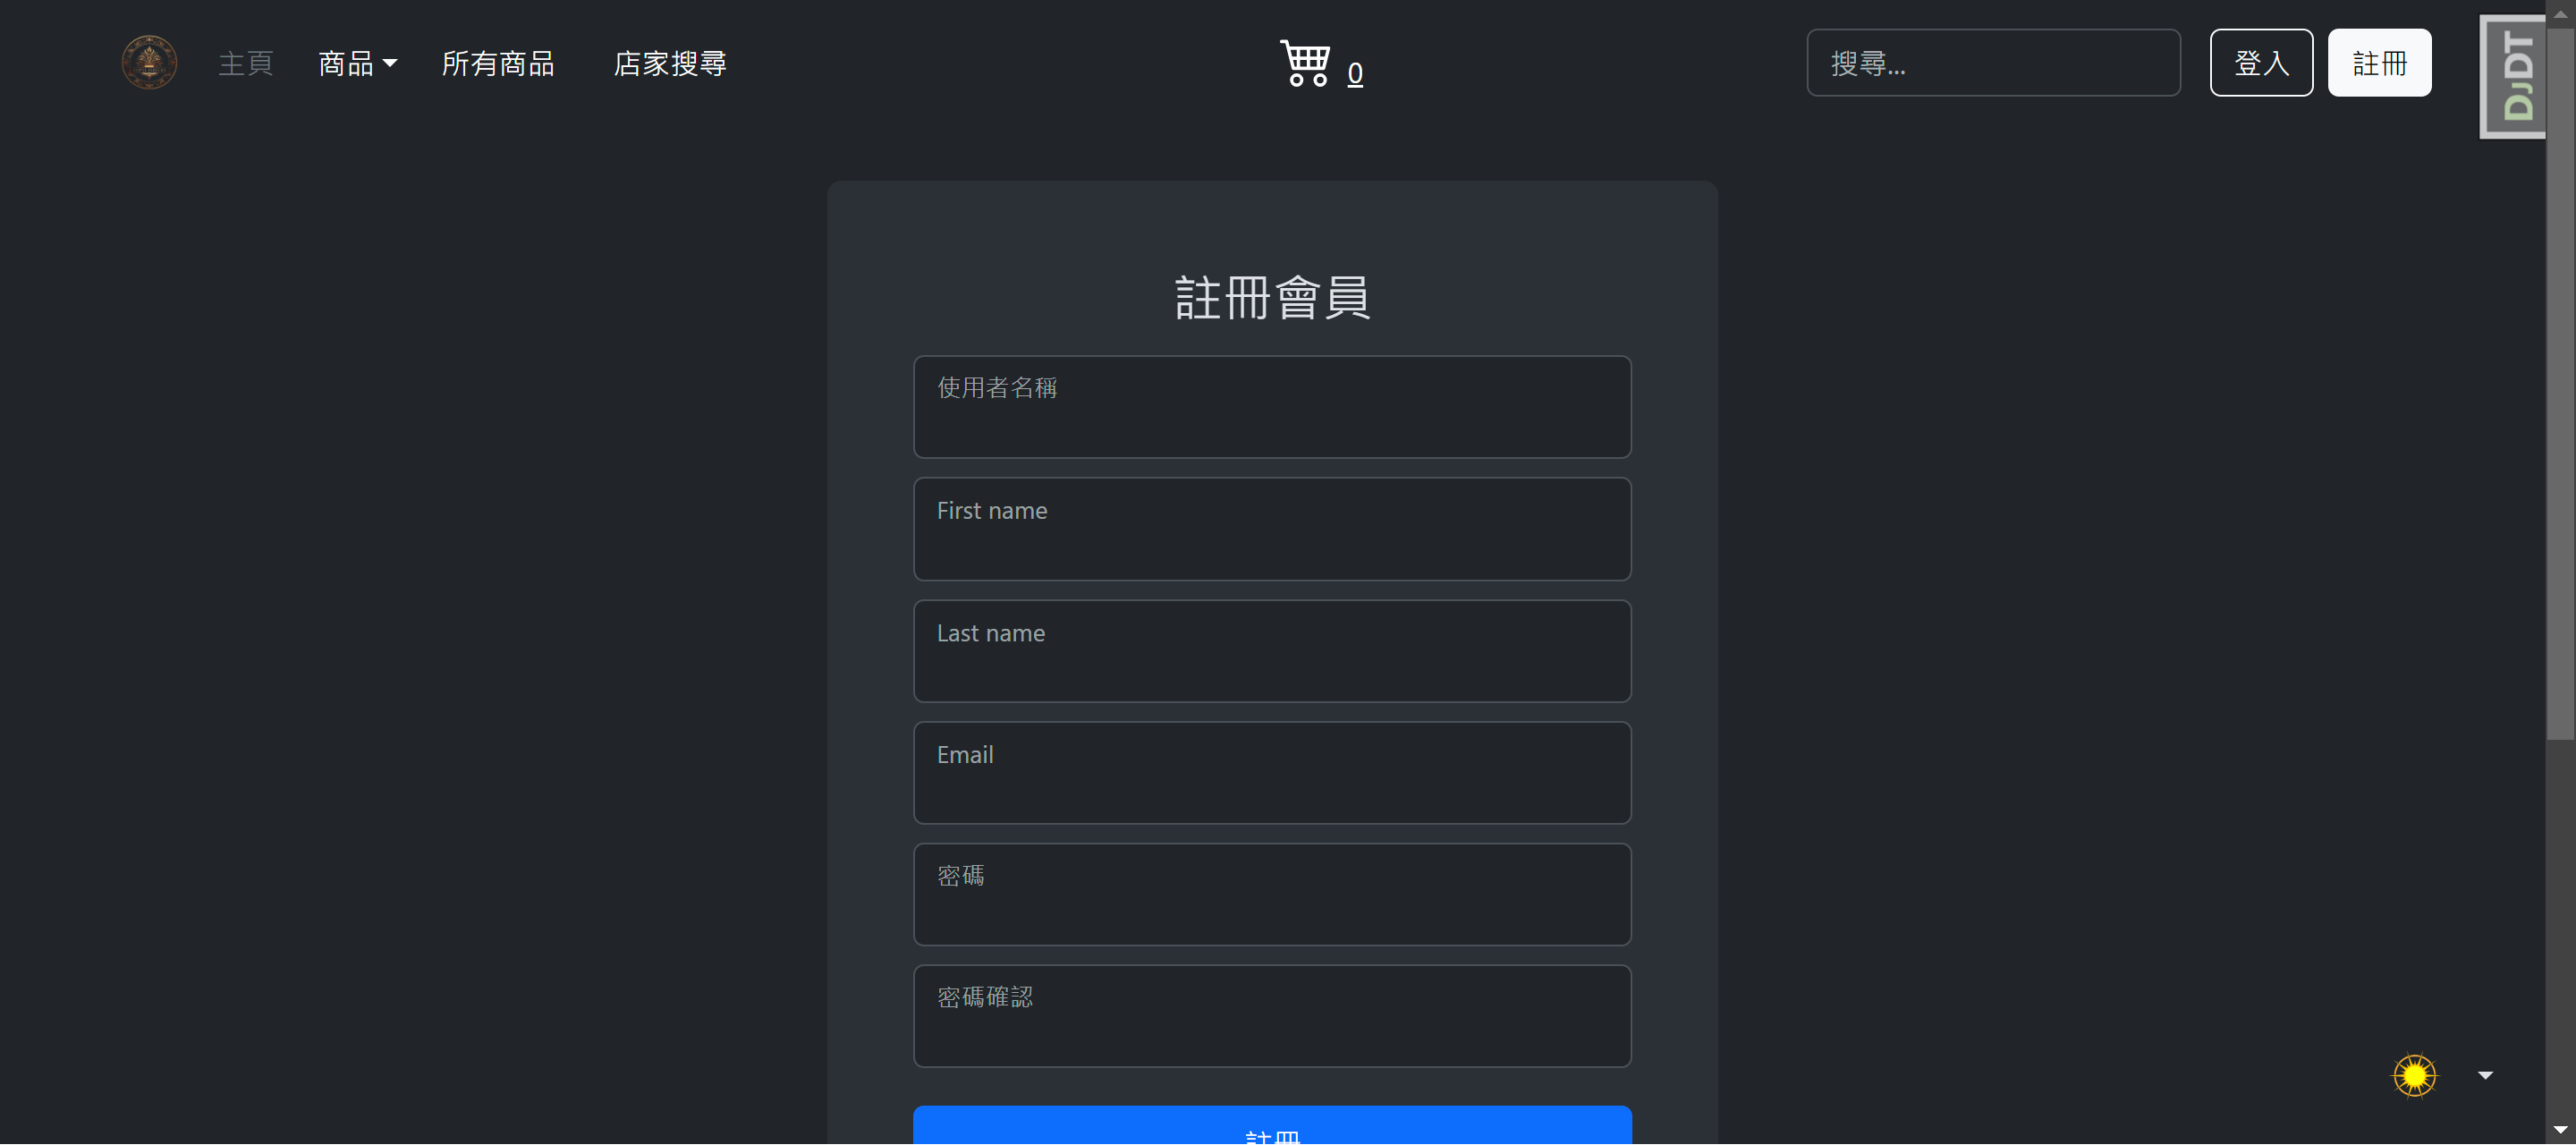 主頁 商品 所有商品 店家搜尋 0 搜尋... 登入 註冊
DJDT
註冊會員
使用者名稱
First name
Last name
Email
密碼
密碼確認
註冊